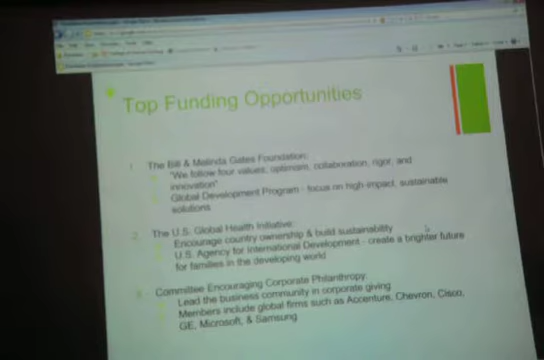 Top Funding Opportunities
The Bill & Melinda Gates Foundation:
"We follow four values: optimism, collaboration, rigor, and
innovation"
Global Development Program - focus on high impact, sustainable
solutions
2. The U.S. Global Health Initiative:
Encourage country ownership & build sustainability
U.S. Agency for International Development - create a brighter future
for families in the developing world
3. Committee Encouraging Corporate Philanthropy:
Lead the business community in corporate giving
Members include global firms such as Accenture, Chevron, Cisco,
GE, Microsoft, & Samsung